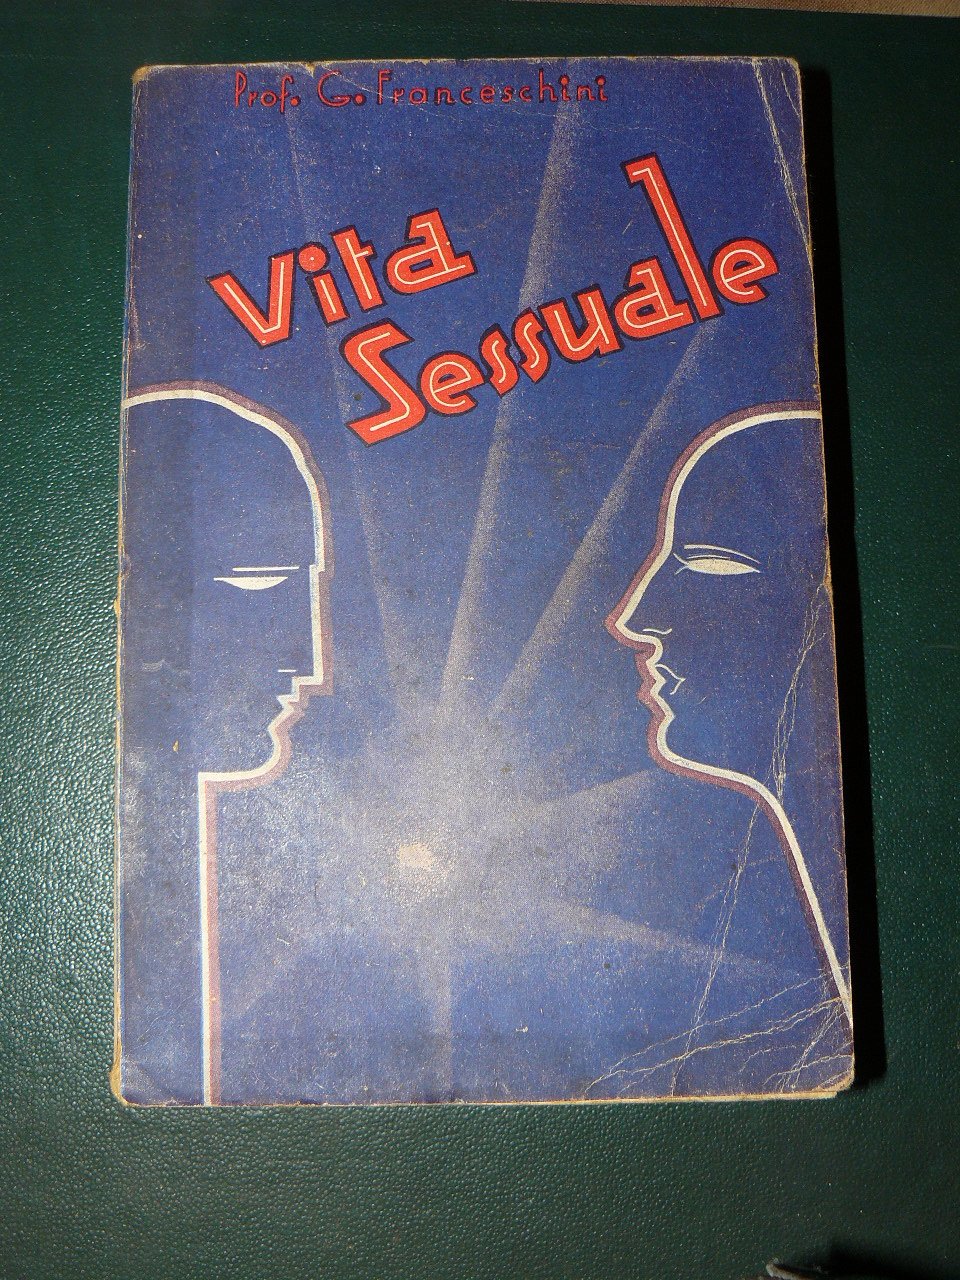 Prof. G. Franceschini
Vita
Sessuale